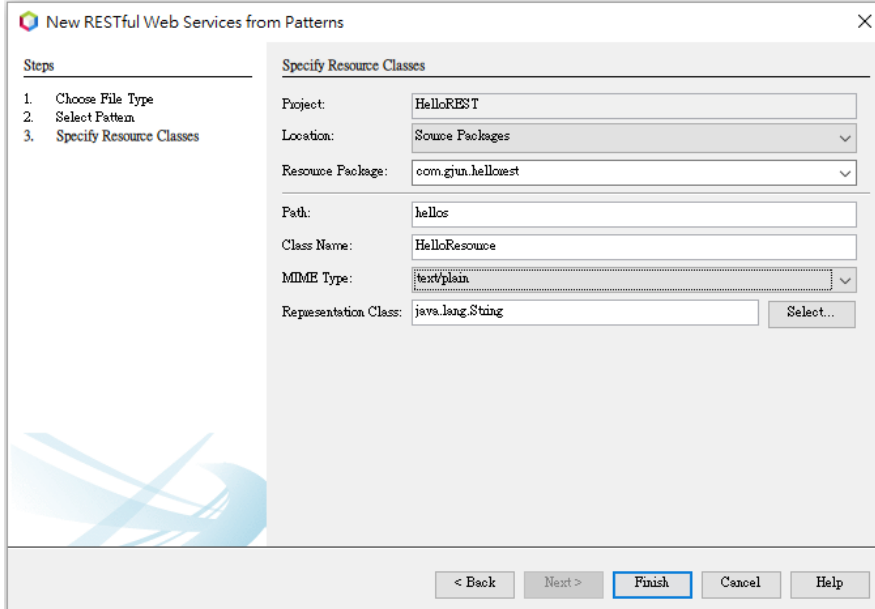 New RESTful Web Services from Patterns
Steps
1. Choose File Type
2. Select Pattern
3. Specify Resource Classes
Specify Resource Classes
Project: HelloREST
Location: Source Packages
Resource Package: com.gjun.hellorest
Path: hellos
Class Name: HelloResource
MIME Type: text/plain
Representation Class: java.lang.String Select...
< Back Next > Finish Cancel Help